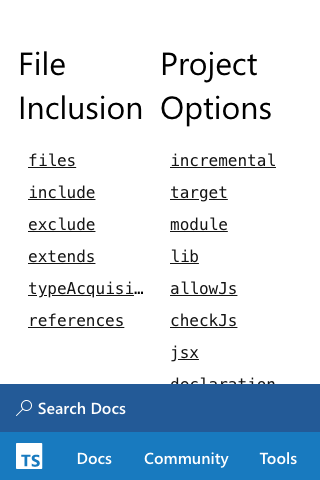 File Inclusion
files
include
exclude
extends
typeAcquisi…
references
Project Options
incremental
target
module
lib
allowJs
checkJs
jsx
declaration
Search Docs
TS
Docs
Community
Tools